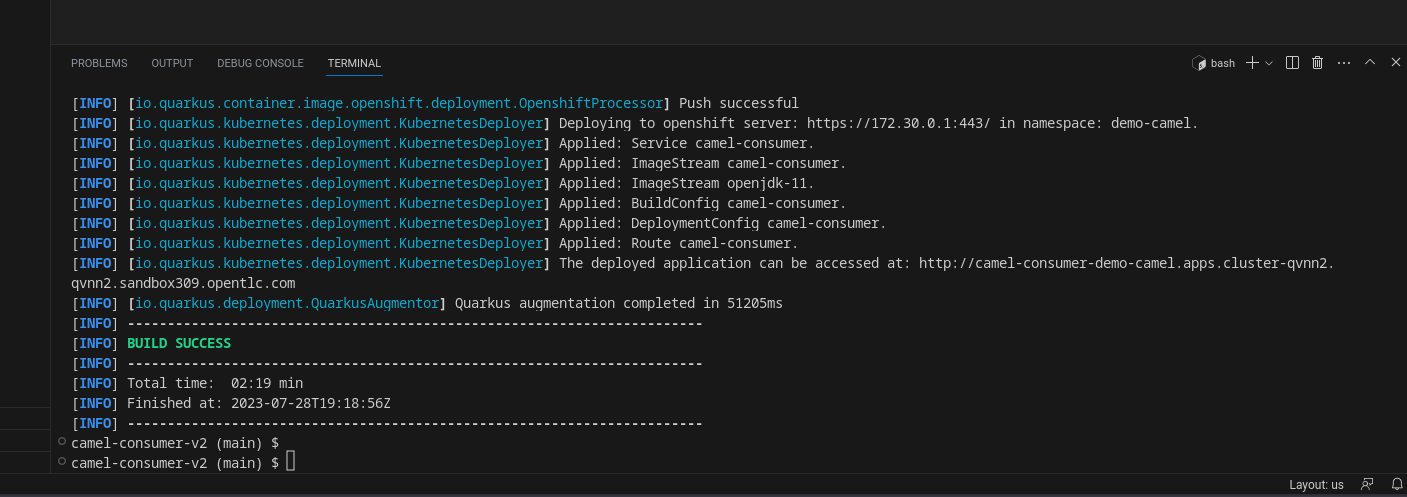 PROBLEMS OUTPUT DEBUG CONSOLE TERMINAL bash
[INFO] [io.quarkus.container.image.openshift.deployment.OpenshiftProcessor] Push successful
[INFO] [io.quarkus.kubernetes.deployment.KubernetesDeployer] Deploying to openshift server: https://172.30.0.1:443/ in namespace: demo-camel.
[INFO] [io.quarkus.kubernetes.deployment.KubernetesDeployer] Applied: Service camel-consumer.
[INFO] [io.quarkus.kubernetes.deployment.KubernetesDeployer] Applied: ImageStream camel-consumer.
[INFO] [io.quarkus.kubernetes.deployment.KubernetesDeployer] Applied: ImageStream openjdk-11.
[INFO] [io.quarkus.kubernetes.deployment.KubernetesDeployer] Applied: BuildConfig camel-consumer.
[INFO] [io.quarkus.kubernetes.deployment.KubernetesDeployer] Applied: DeploymentConfig camel-consumer.
[INFO] [io.quarkus.kubernetes.deployment.KubernetesDeployer] Applied: Route camel-consumer.
[INFO] [io.quarkus.kubernetes.deployment.KubernetesDeployer] The deployed application can be accessed at: http://camel-consumer-demo-camel.apps.cluster-qvnn2.
qvnn2.sandbox309.opentlc.com
[INFO] [io.quarkus.deployment.QuarkusAugmentor] Quarkus augmentation completed in 51205ms
[INFO] ------------------------------------------------------------------------
[INFO] BUILD SUCCESS
[INFO] ------------------------------------------------------------------------
[INFO] Total time:  02:19 min
[INFO] Finished at: 2023-07-28T19:18:56Z
[INFO] ------------------------------------------------------------------------
camel-consumer-v2 (main) $
camel-consumer-v2 (main) $
Layout: us